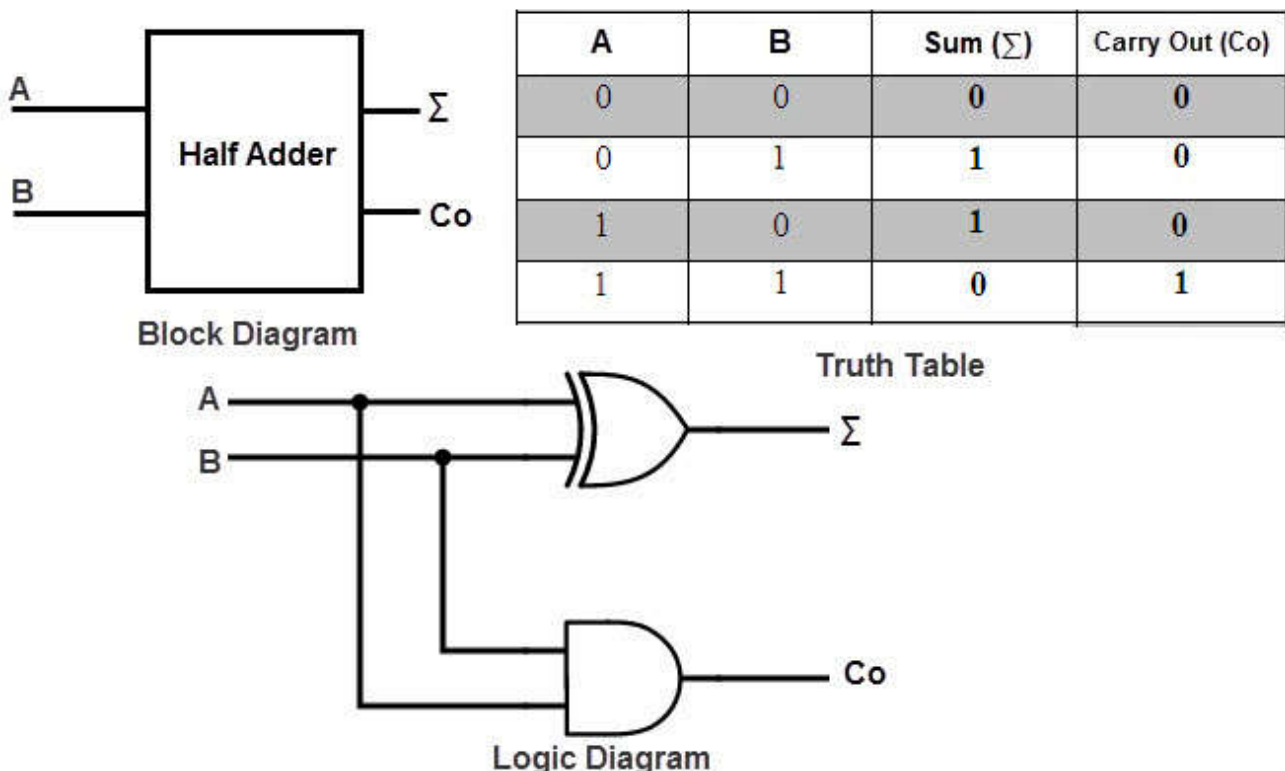 A
B
Half Adder
Σ
Co
Block Diagram
A B Sum (∑) Carry Out (Co)
0 0 0 0
0 1 1 0
1 0 1 0
1 1 0 1
Truth Table
A
B
Σ
Co
Logic Diagram